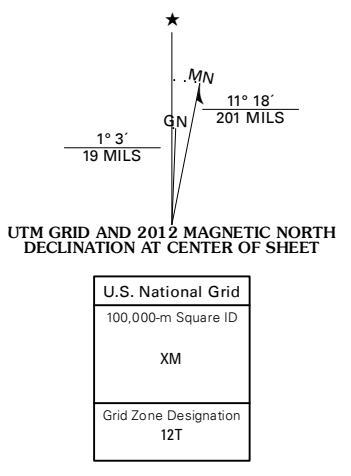 ★
MN
11° 18´
201 MILS
GN
1° 3´
19 MILS
UTM GRID AND 2012 MAGNETIC NORTH
DECLINATION AT CENTER OF SHEET
U.S. National Grid
100,000-m Square ID
XM
Grid Zone Designation
12T